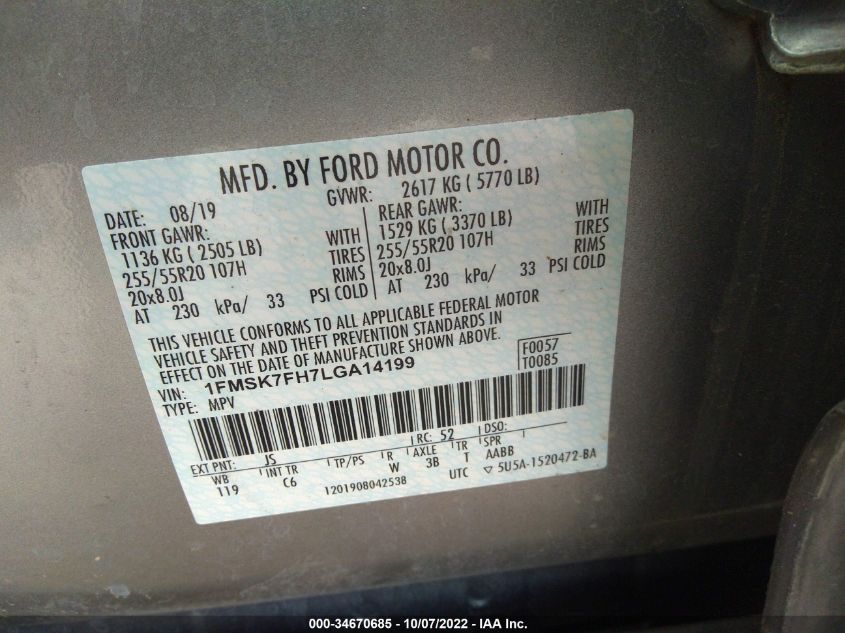 MFD. BY FORD MOTOR CO.
DATE: 08/19 GVWR: 2617 KG ( 5770 LB)
FRONT GAWR: REAR GAWR:
1136 KG ( 2505 LB) WITH 1529 KG ( 3370 LB) WITH
255/55R20 107H TIRES 255/55R20 107H TIRES
20x8.0J RIMS 20x8.0J RIMS
AT 230 kPa/ 33 PSI COLD AT 230 kPa/ 33 PSI COLD
THIS VEHICLE CONFORMS TO ALL APPLICABLE FEDERAL MOTOR
VEHICLE SAFETY AND THEFT PREVENTION STANDARDS IN
EFFECT ON THE DATE OF MANUFACTURE SHOWN ABOVE.
VIN: 1FMSK7FH7LGA14199 F0057
TYPE: MPV T0085
EXT PNT: JS RC: 52 DSO:
WB INT TR TP/PS R AXLE TR SPR
119 C6 W 3B T AABB
1201908042538 UTC ▽ 5U5A-1520472-BA
000-34670685 - 10/07/2022 - IAA Inc.